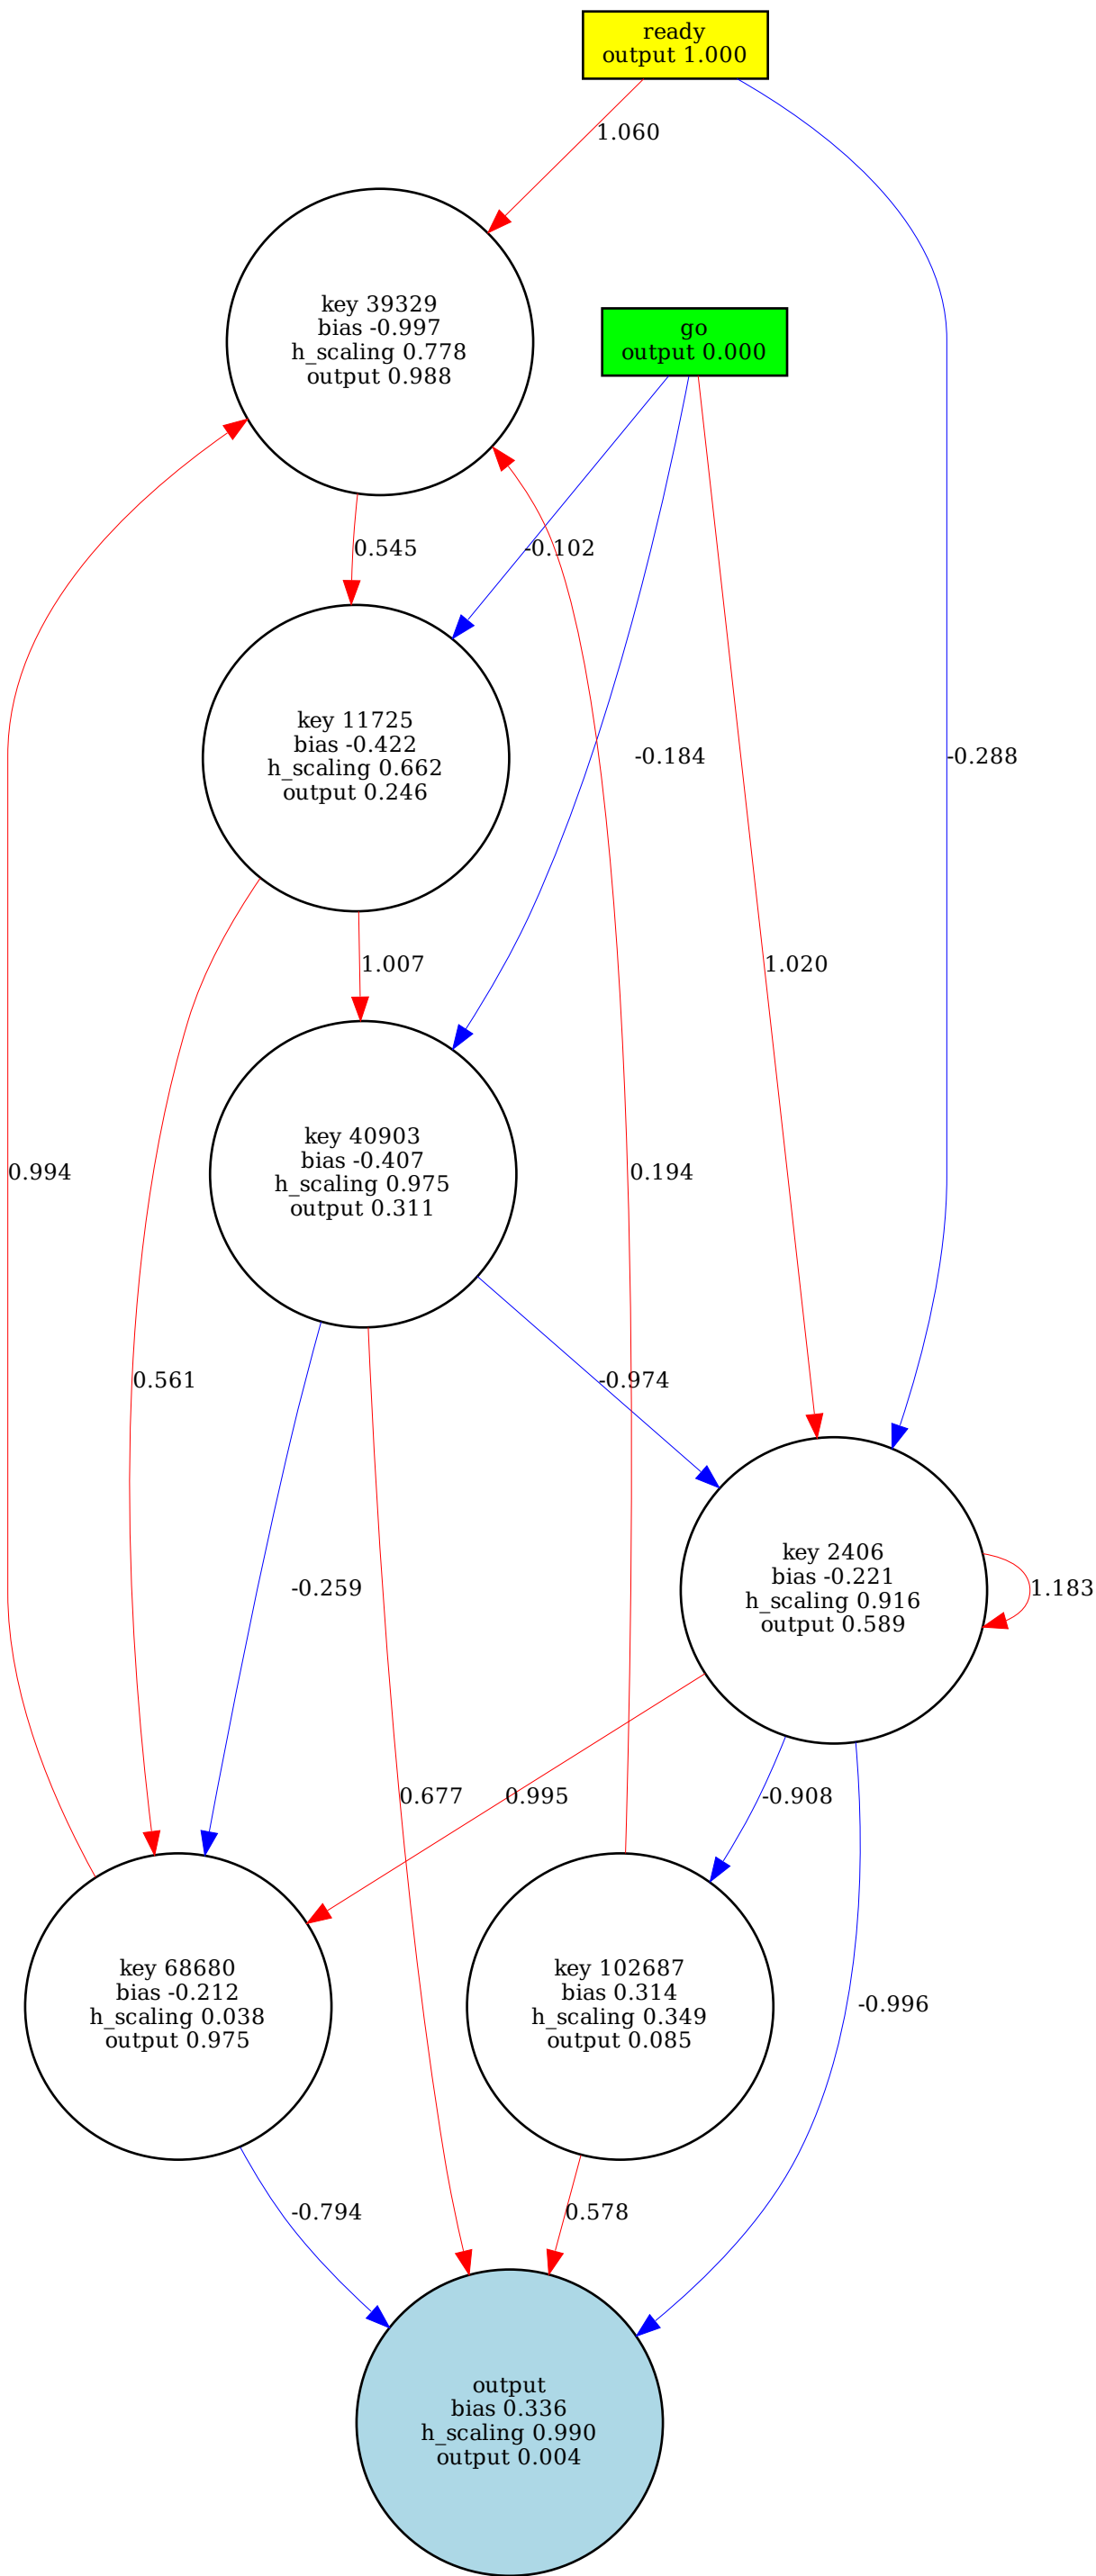 ready
output 1.000
1.060
key 39329
bias -0.997
h_scaling 0.778
output 0.988
go
output 0.000
0.545
-0.102
key 11725
bias -0.422
h_scaling 0.662
output 0.246
-0.184
-0.288
1.007
1.020
key 40903
bias -0.407
h_scaling 0.975
output 0.311
0.994
0.194
0.561
-0.974
key 2406
bias -0.221
h_scaling 0.916
output 0.589
-0.259
1.183
0.677
0.995
-0.908
key 68680
bias -0.212
h_scaling 0.038
output 0.975
key 102687
bias 0.314
h_scaling 0.349
output 0.085
-0.996
-0.794
0.578
output
bias 0.336
h_scaling 0.990
output 0.004